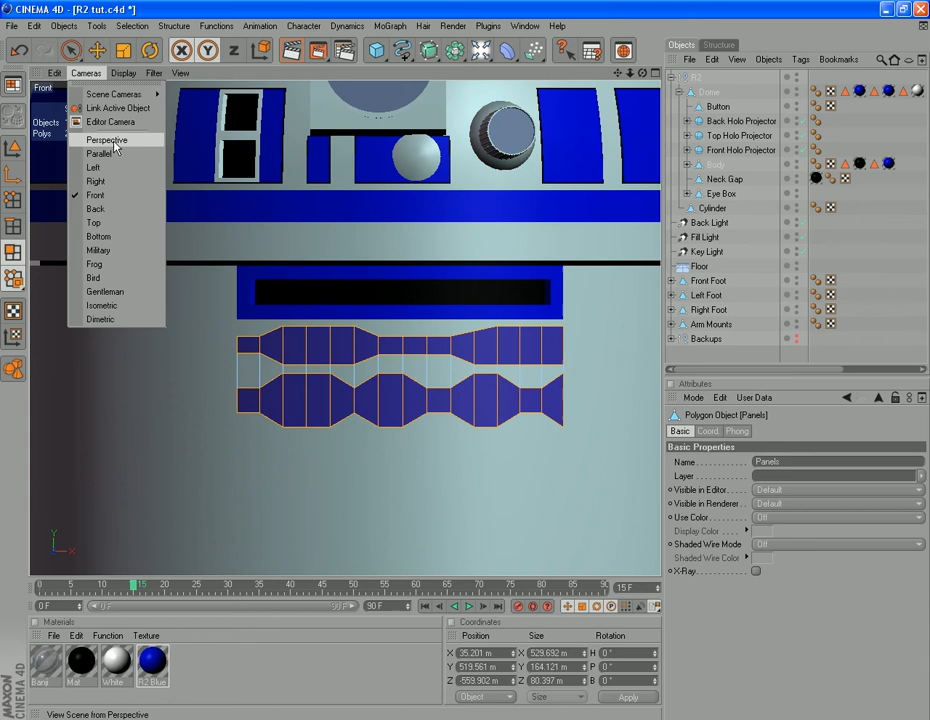 CINEMA 4D - [R2 tut.c4d *]
File Edit Objects Tools Selection Structure Functions Animation Character Dynamics MoGraph Hair Render Plugins Window Help
Edit Cameras Display Filter View
Front
Objects
Polys
Scene Cameras
Link Active Object
Editor Camera
Perspective
Parallel
Left
Right
Front
Back
Top
Bottom
Military
Frog
Bird
Gentleman
Isometric
Dimetric
Y
X
Objects Structure
File Edit View Objects Tags Bookmarks
R2
Dome
Button
Back Holo Projector
Top Holo Projector
Front Holo Projector
Body
Neck Gap
Eye Box
Cylinder
Back Light
Fill Light
Key Light
Floor
Front Foot
Left Foot
Right Foot
Arm Mounts
Backups
Attributes
Mode Edit User Data
Polygon Object [Panels]
Basic Coord. Phong
Basic Properties
Name Panels
Layer
Visible in Editor Default
Visible in Renderer Default
Use Color Off
Display Color
Shaded Wire Mode Off
Shaded Wire Color
X-Ray
0 5 10 15 20 25 30 35 40 45 50 55 60 65 70 75 80 85 90 15 F
0 F 0 F 90 F 90 F
Materials
File Edit Function Texture
Banji Mat White R2 Blue
Coordinates
Position Size Rotation
X 35.201 m X 529.692 m H 0 °
Y 519.561 m Y 164.121 m P 0 °
Z -559.902 m Z 80.397 m B 0 °
Object Size Apply
MAXON CINEMA 4D
View Scene from Perspective